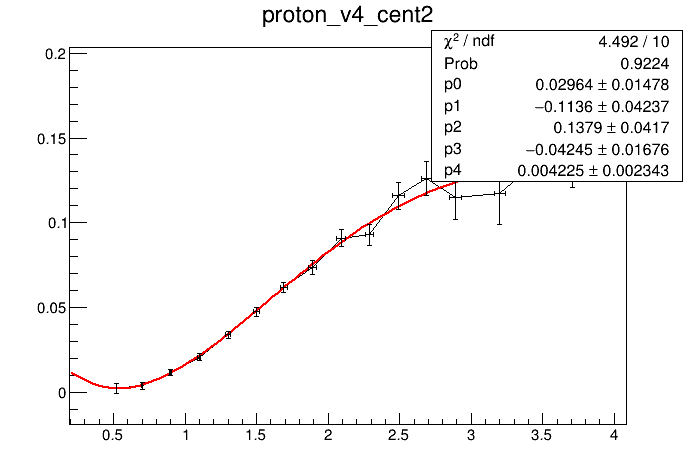 proton_v4_cent2
χ² / ndf 4.492 / 10
Prob 0.9224
p0 0.02964 ± 0.01478
p1 −0.1136 ± 0.04237
p2 0.1379 ± 0.0417
p3 −0.04245 ± 0.01676
p4 0.004225 ± 0.002343
0.2
0.15
0.1
0.05
0
0.5 1 1.5 2 2.5 3 3.5 4